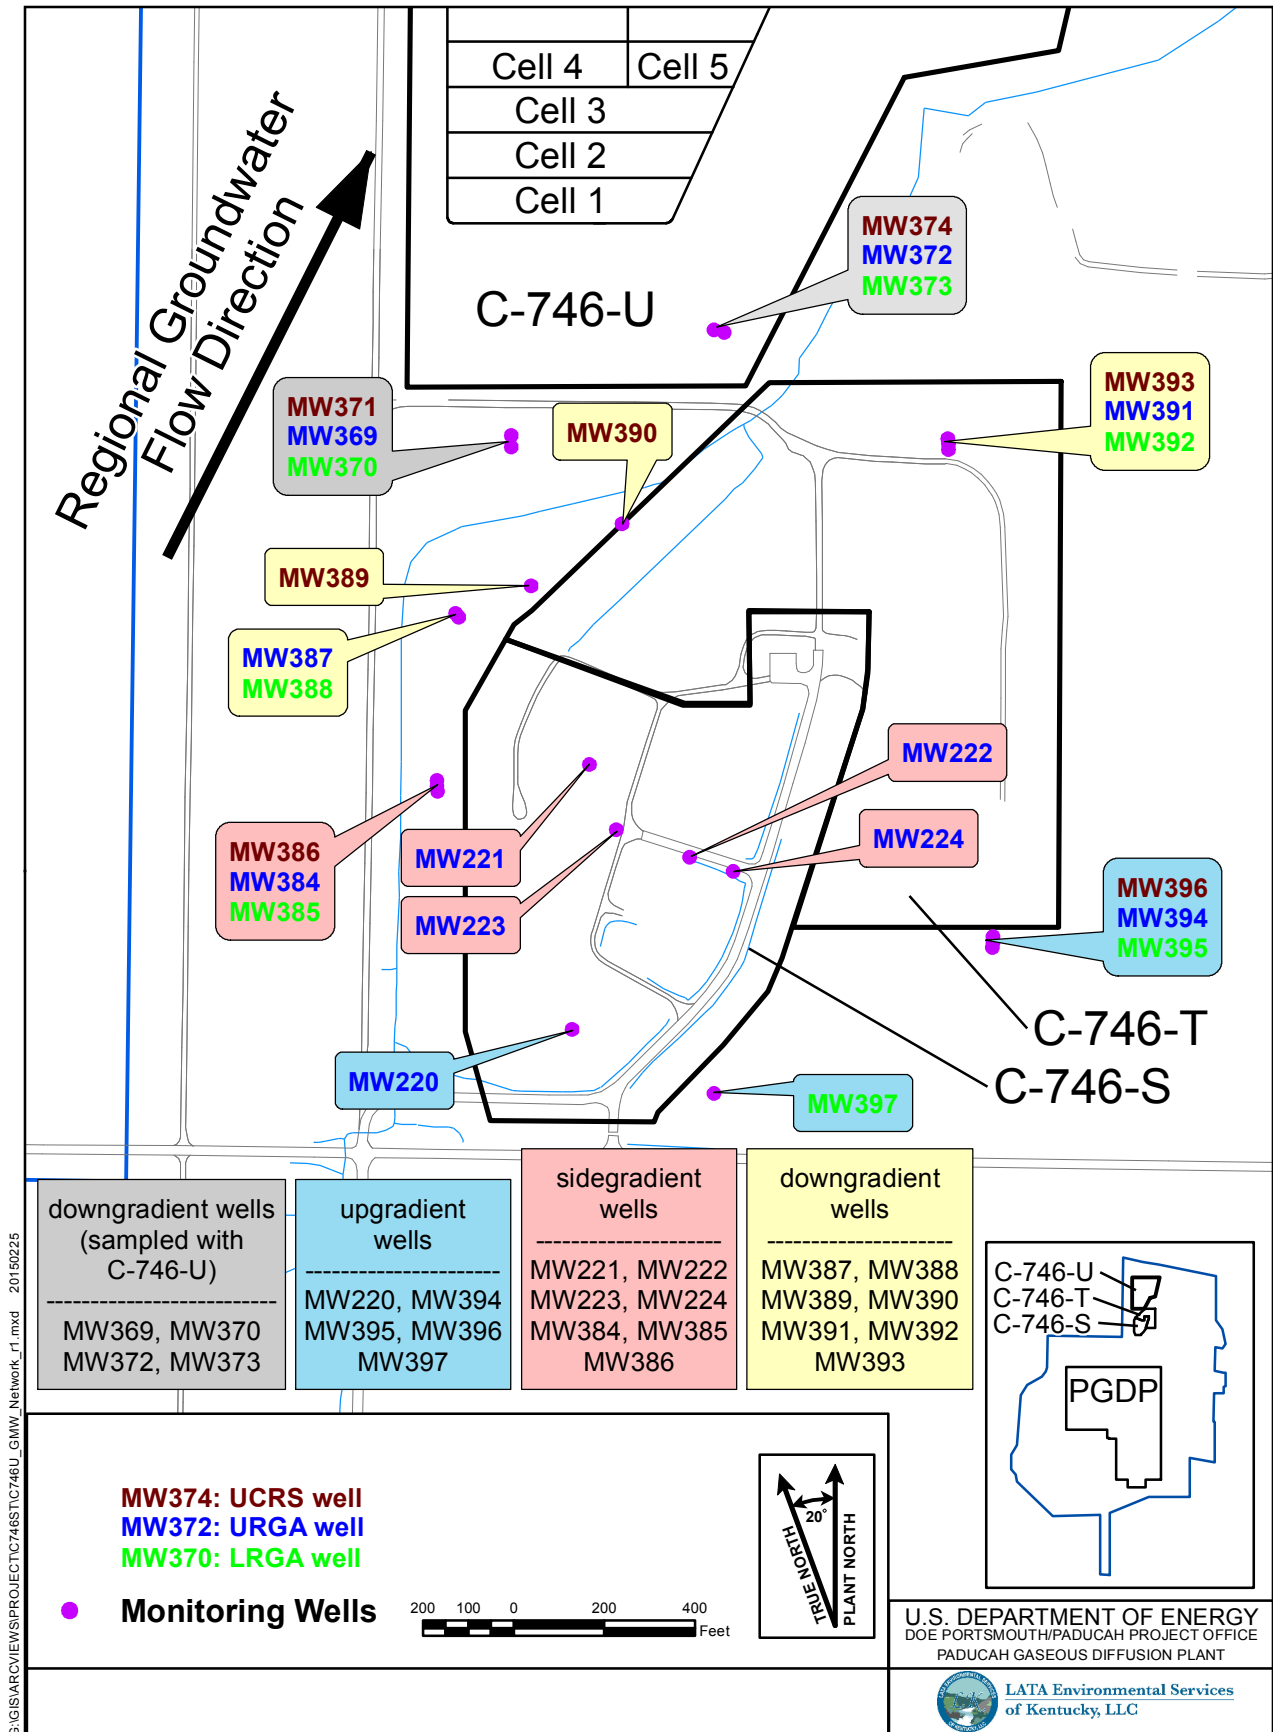 Cell 4
Cell 5
Cell 3
Cell 2
Cell 1
Regional Groundwater
Flow Direction
C-746-U
MW374
MW372
MW373
MW371
MW369
MW370
MW390
MW393
MW391
MW392
MW389
MW387
MW388
MW222
MW224
MW386
MW384
MW385
MW221
MW223
MW396
MW394
MW395
C-746-T
C-746-S
MW220
MW397
downgradient wells
(sampled with
C-746-U)
-------------------------
MW369, MW370
MW372, MW373
upgradient
wells
---------------------
MW220, MW394
MW395, MW396
MW397
sidegradient
wells
--------------------
MW221, MW222
MW223, MW224
MW384, MW385
MW386
downgradient
wells
--------------------
MW387, MW388
MW389, MW390
MW391, MW392
MW393
C-746-U
C-746-T
C-746-S
PGDP
G:\GIS\ARCVIEWS\PROJECT\C746ST\C746U_GMW_Network_r1.mxd 20150225
MW374: UCRS well
MW372: URGA well
MW370: LRGA well
Monitoring Wells
200 100 0 200 400
Feet
20°
TRUE NORTH
PLANT NORTH
U.S. DEPARTMENT OF ENERGY
DOE PORTSMOUTH/PADUCAH PROJECT OFFICE
PADUCAH GASEOUS DIFFUSION PLANT
LATA Environmental Services
of Kentucky, LLC